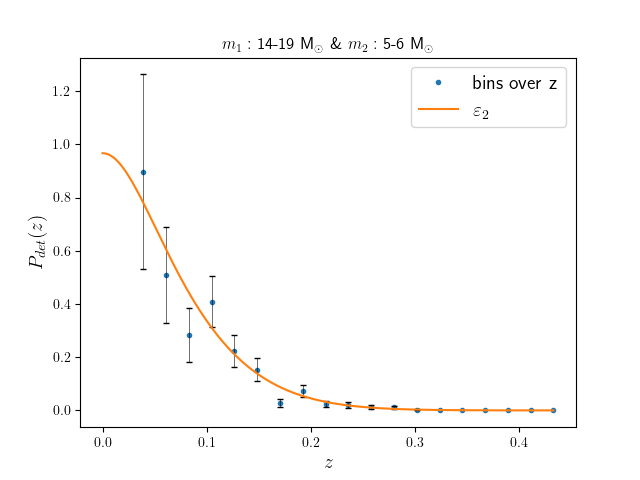 m₁ : 14-19 M⊙ & m₂ : 5-6 M⊙
bins over z
ε₂
P_det(z)
1.2
1.0
0.8
0.6
0.4
0.2
0.0
0.0 0.1 0.2 0.3 0.4
z